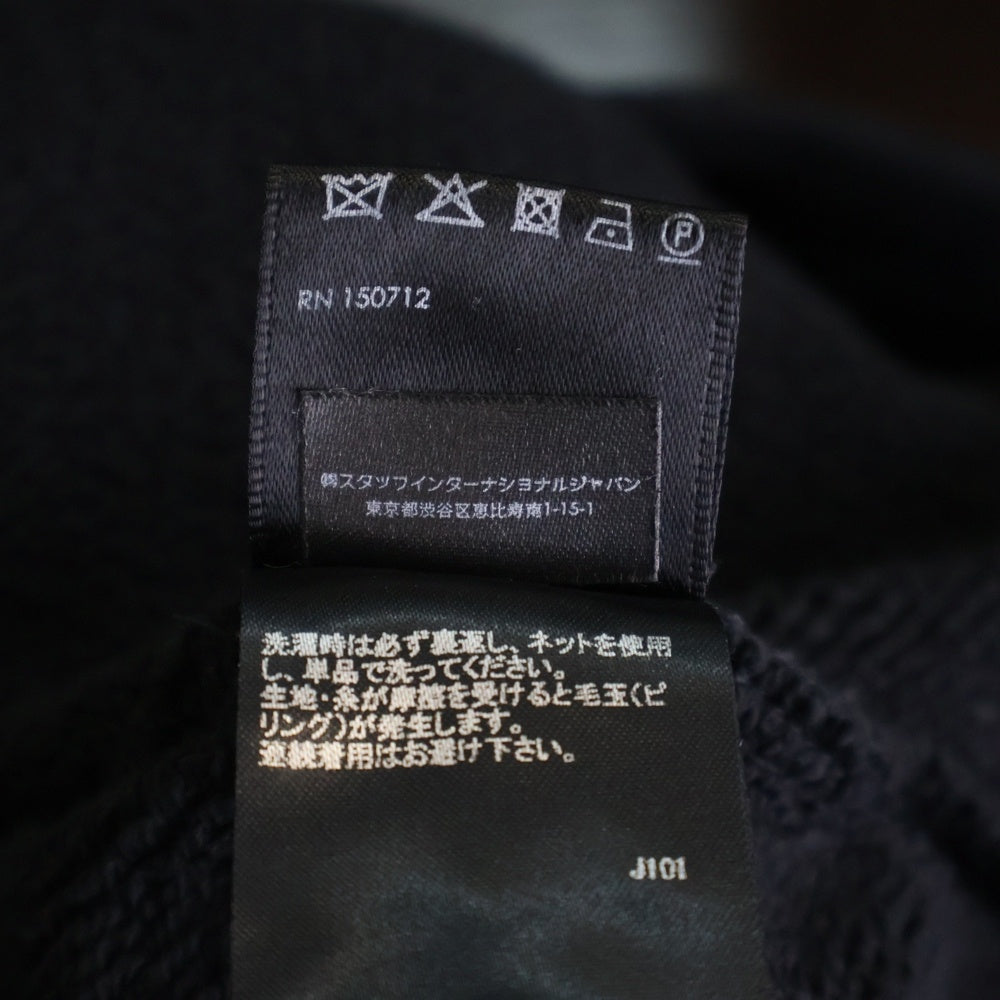 P
RN 150712
㈱スタッフインターナショナルジャパン
東京都渋谷区恵比寿南1-15-1
洗濯時は必ず裏返し、ネットを使用
し、単品で洗ってください。
生地・糸が摩擦を受けると毛玉(ピ
リング)が発生します。
連続着用はお避け下さい。
J101